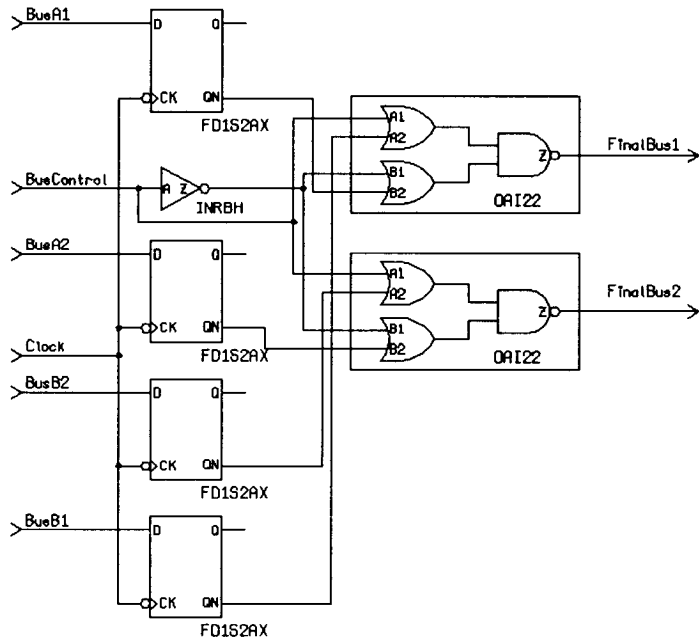 BusA1
D
Q
CK
QN
FD1S2AX
A1
A2
B1
B2
Z
OAI22
FinalBus1
BusControl
A Z
INRBH
BusA2
D
Q
CK
QN
FD1S2AX
A1
A2
B1
B2
Z
OAI22
FinalBus2
Clock
BusB2
D
Q
CK
QN
FD1S2AX
BusB1
D
Q
CK
QN
FD1S2AX